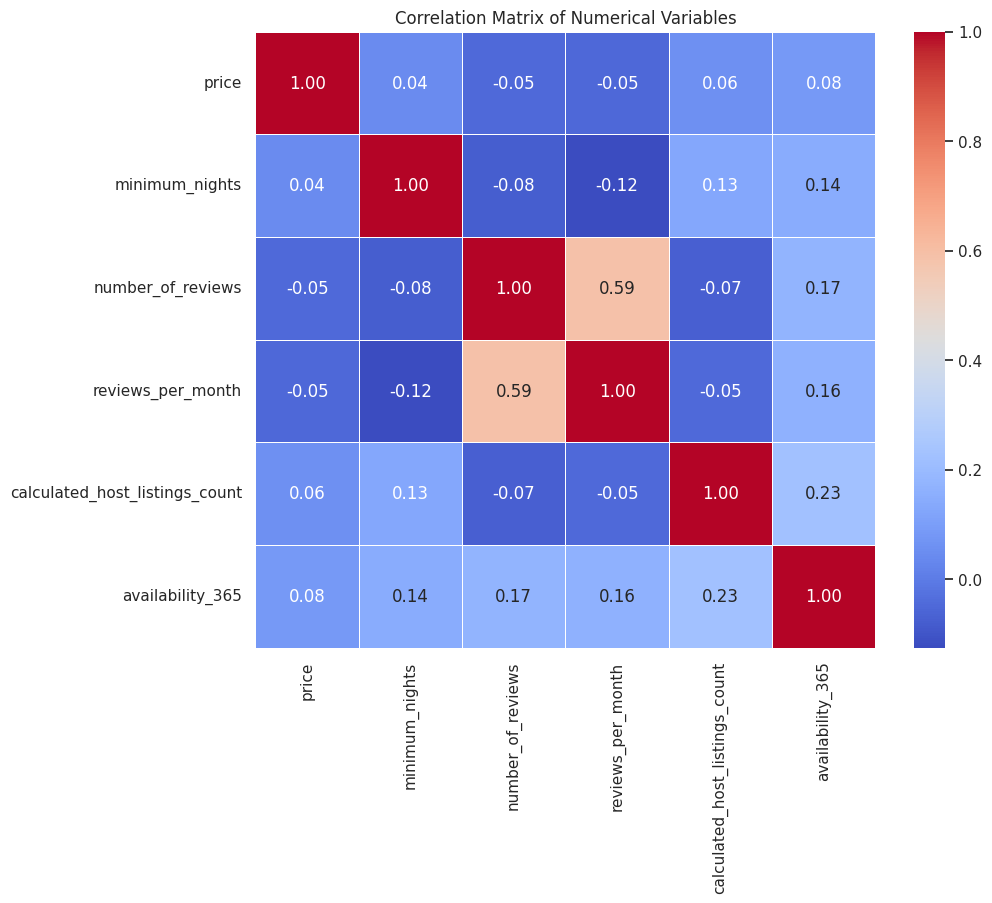 Correlation Matrix of Numerical Variables
price 1.00 0.04 -0.05 -0.05 0.06 0.08
minimum_nights 0.04 1.00 -0.08 -0.12 0.13 0.14
number_of_reviews -0.05 -0.08 1.00 0.59 -0.07 0.17
reviews_per_month -0.05 -0.12 0.59 1.00 -0.05 0.16
calculated_host_listings_count 0.06 0.13 -0.07 -0.05 1.00 0.23
availability_365 0.08 0.14 0.17 0.16 0.23 1.00
price
minimum_nights
number_of_reviews
reviews_per_month
calculated_host_listings_count
availability_365
1.0
0.8
0.6
0.4
0.2
0.0